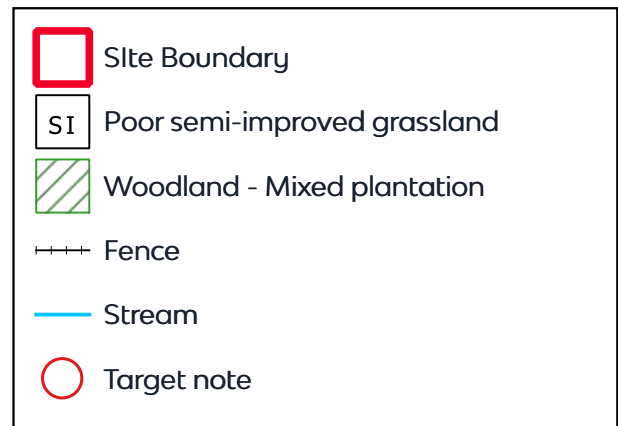 SIte Boundary
SI Poor semi-improved grassland
Woodland - Mixed plantation
Fence
Stream
Target note